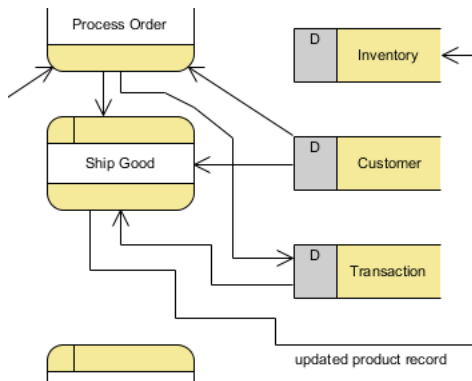 Process Order
D
Inventory
Ship Good
D
Customer
D
Transaction
updated product record